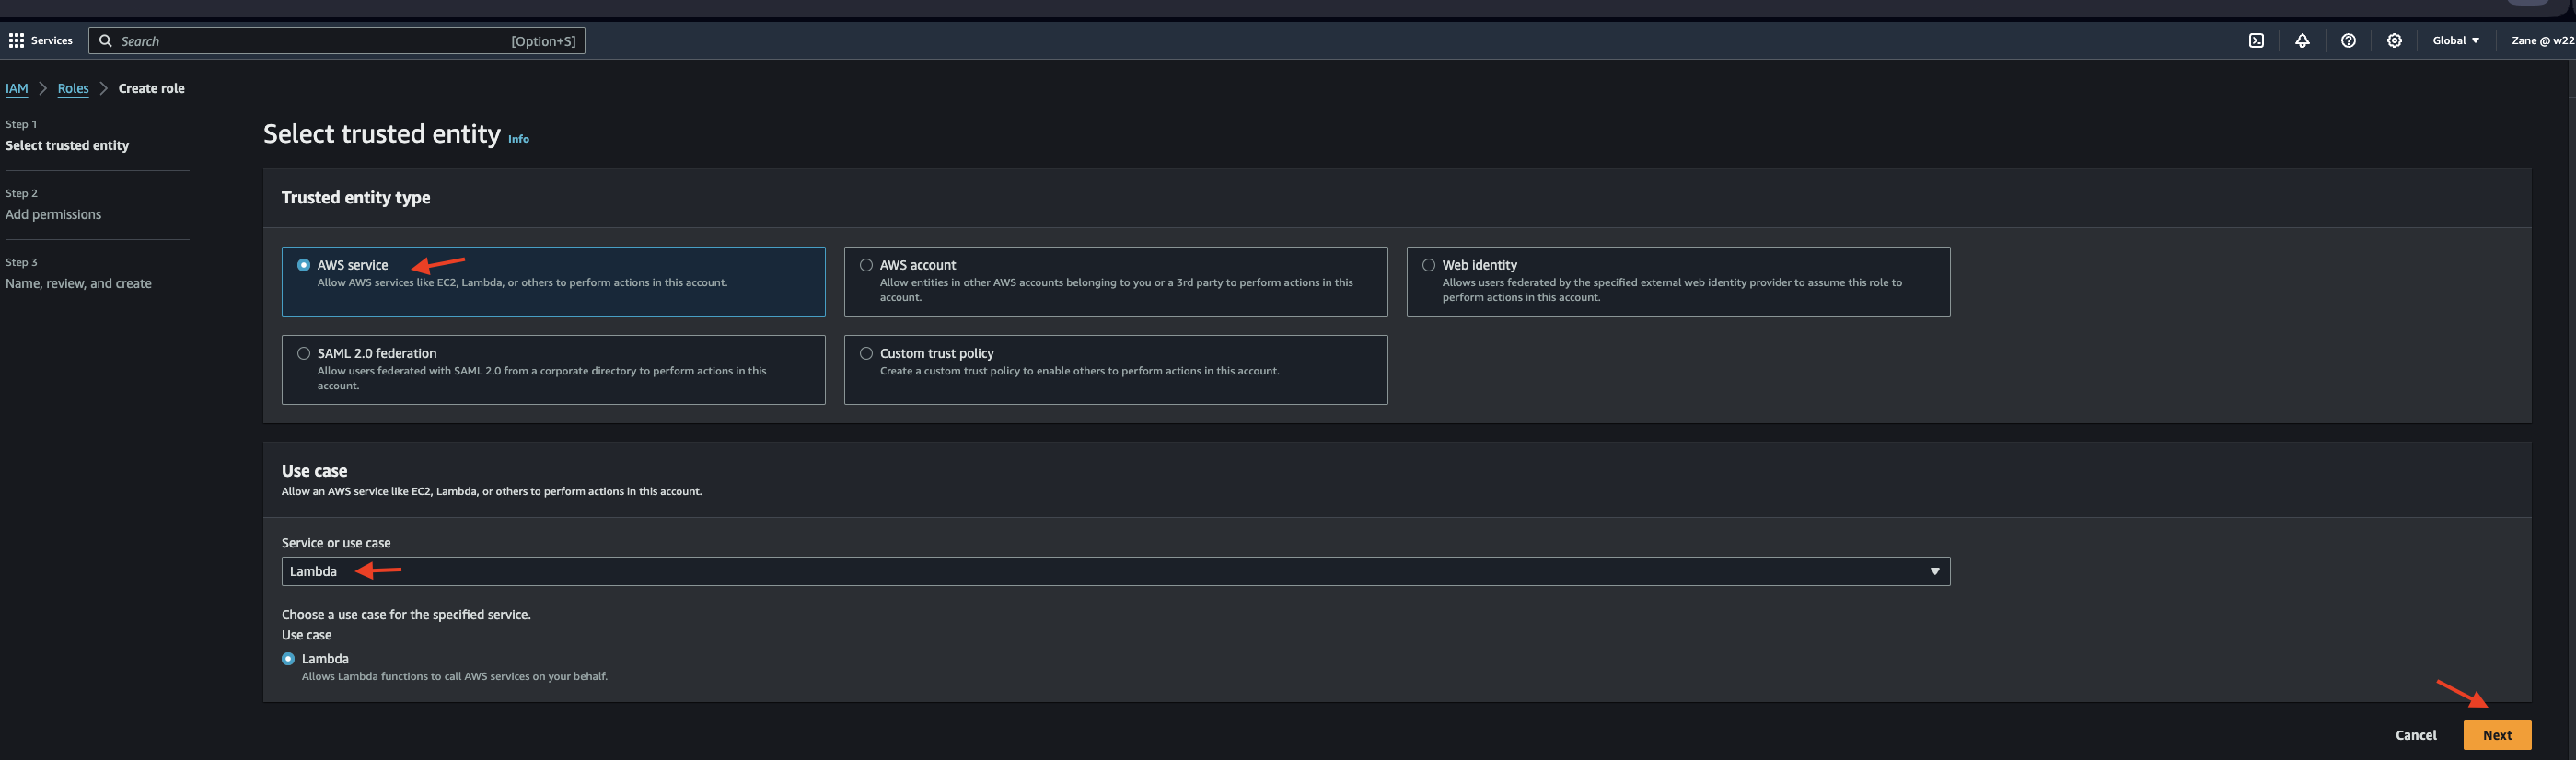 Services
Search
[Option+S]
Global
Zane @ w22
IAM
Roles
Create role
Step 1
Select trusted entity
Step 2
Add permissions
Step 3
Name, review, and create
Select trusted entity Info
Trusted entity type
AWS service
Allow AWS services like EC2, Lambda, or others to perform actions in this account.
AWS account
Allow entities in other AWS accounts belonging to you or a 3rd party to perform actions in this
account.
Web identity
Allows users federated by the specified external web identity provider to assume this role to
perform actions in this account.
SAML 2.0 federation
Allow users federated with SAML 2.0 from a corporate directory to perform actions in this
account.
Custom trust policy
Create a custom trust policy to enable others to perform actions in this account.
Use case
Allow an AWS service like EC2, Lambda, or others to perform actions in this account.
Service or use case
Lambda
Choose a use case for the specified service.
Use case
Lambda
Allows Lambda functions to call AWS services on your behalf.
Cancel
Next